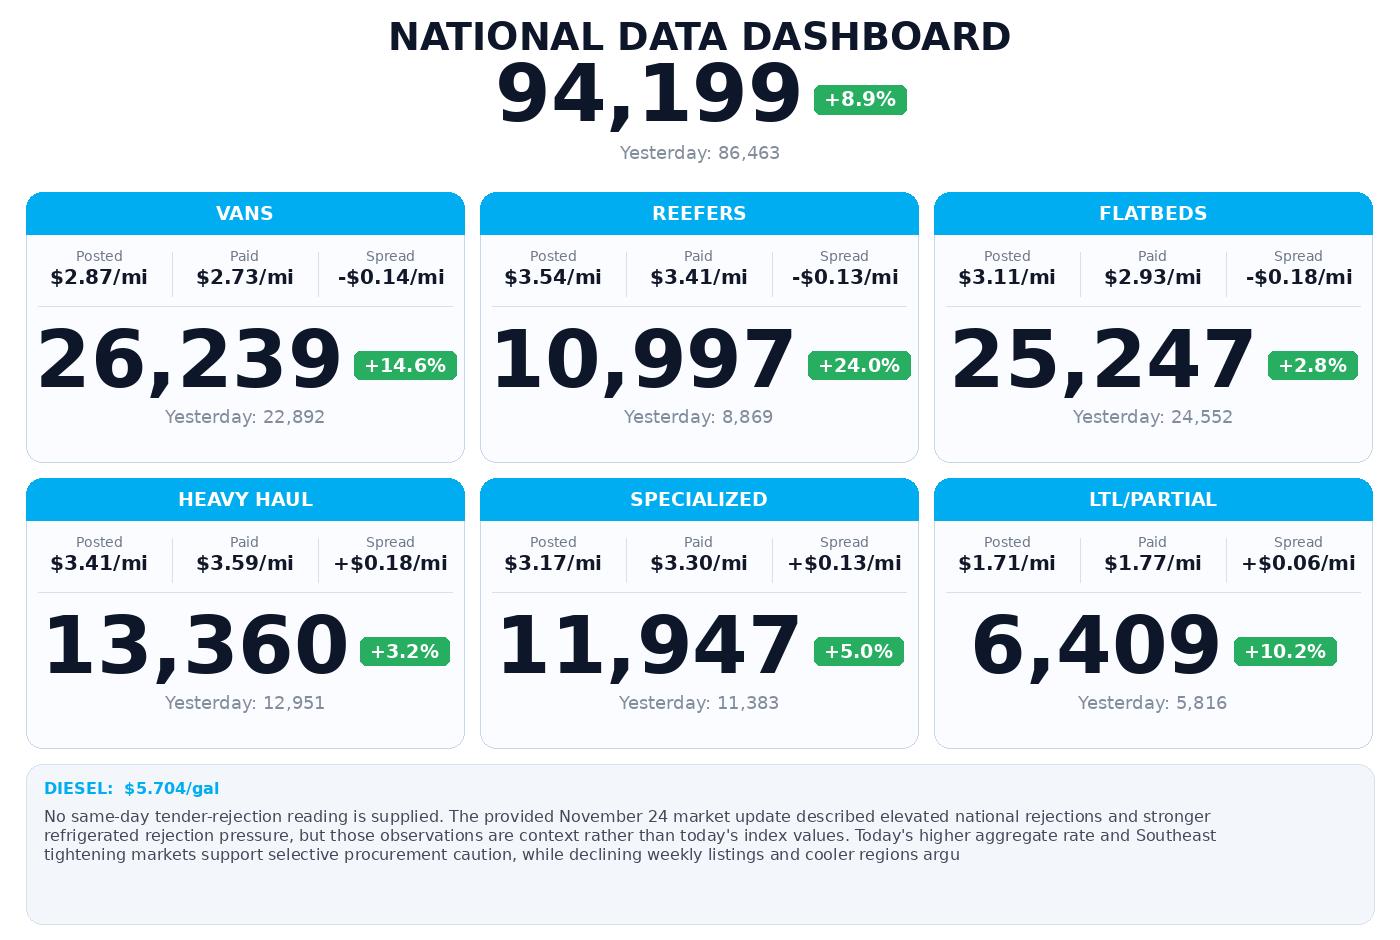 NATIONAL DATA DASHBOARD
94,199 +8.9%
Yesterday: 86,463
VANS
Posted Paid Spread
$2.87/mi $2.73/mi -$0.14/mi
26,239 +14.6%
Yesterday: 22,892
REEFERS
Posted Paid Spread
$3.54/mi $3.41/mi -$0.13/mi
10,997 +24.0%
Yesterday: 8,869
FLATBEDS
Posted Paid Spread
$3.11/mi $2.93/mi -$0.18/mi
25,247 +2.8%
Yesterday: 24,552
HEAVY HAUL
Posted Paid Spread
$3.41/mi $3.59/mi +$0.18/mi
13,360 +3.2%
Yesterday: 12,951
SPECIALIZED
Posted Paid Spread
$3.17/mi $3.30/mi +$0.13/mi
11,947 +5.0%
Yesterday: 11,383
LTL/PARTIAL
Posted Paid Spread
$1.71/mi $1.77/mi +$0.06/mi
6,409 +10.2%
Yesterday: 5,816
DIESEL: $5.704/gal
No same-day tender-rejection reading is supplied. The provided November 24 market update described elevated national rejections and stronger
refrigerated rejection pressure, but those observations are context rather than today's index values. Today's higher aggregate rate and Southeast
tightening markets support selective procurement caution, while declining weekly listings and cooler regions argu